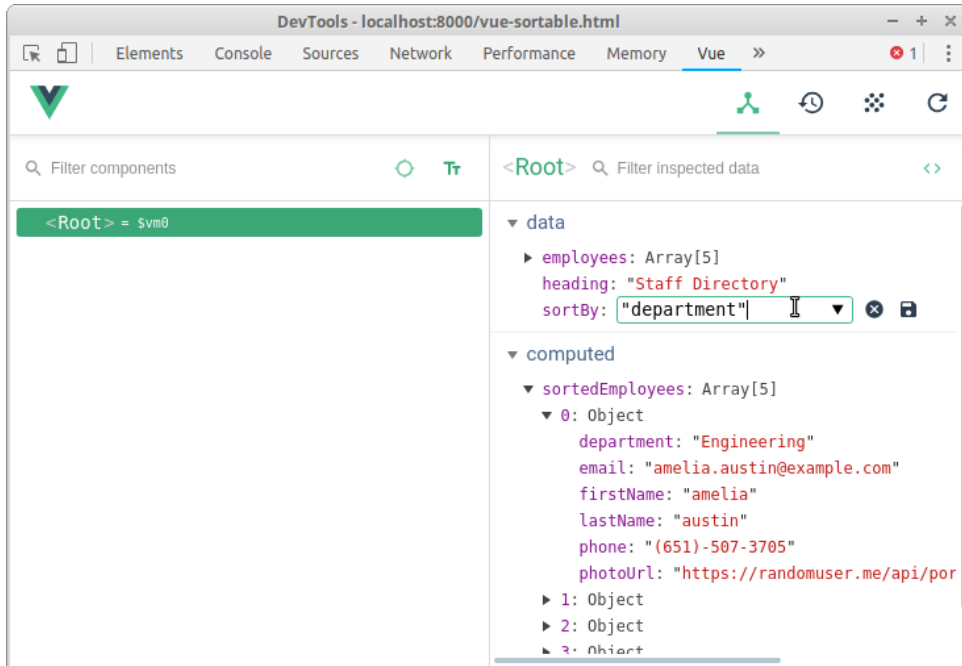 DevTools - localhost:8000/vue-sortable.html
Elements Console Sources Network Performance Memory Vue » 1
Filter components
Tт
<Root> Filter inspected data < >
<Root> = $vm0
data
employees: Array[5]
heading: "Staff Directory"
sortBy: "department"
computed
sortedEmployees: Array[5]
0: Object
department: "Engineering"
email: "amelia.austin@example.com"
firstName: "amelia"
lastName: "austin"
phone: "(651)-507-3705"
photoUrl: "https://randomuser.me/api/por
1: Object
2: Object
3: Object